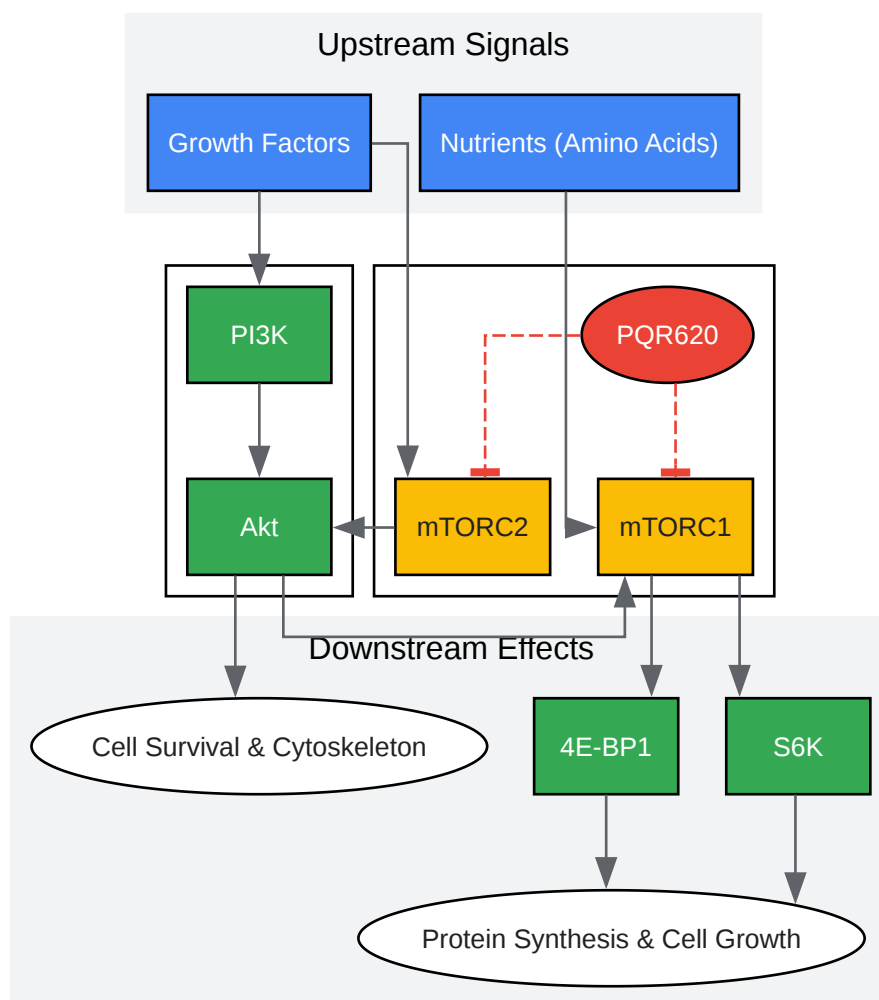 Upstream Signals
Growth Factors
Nutrients (Amino Acids)
PI3K
PQR620
Akt
mTORC2
mTORC1
Downstream Effects
Cell Survival & Cytoskeleton
4E-BP1
S6K
Protein Synthesis & Cell Growth